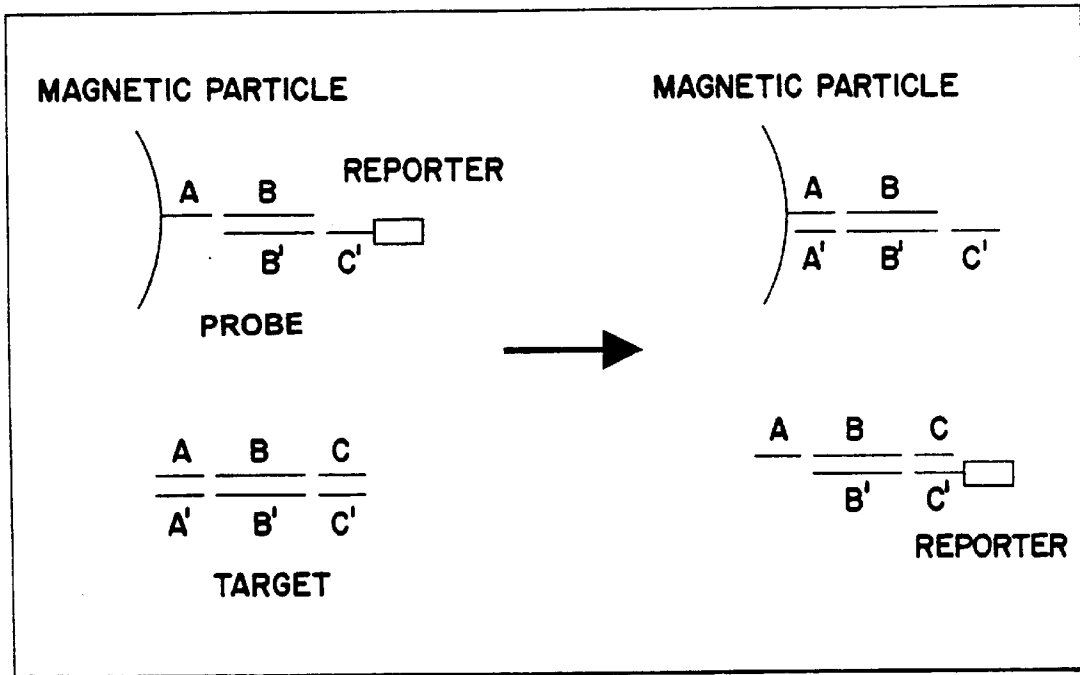 MAGNETIC PARTICLE
A B
REPORTER
B' C'
PROBE
A B C
A' B' C'
TARGET
MAGNETIC PARTICLE
A B
A' B' C'
A B C
B' C'
REPORTER